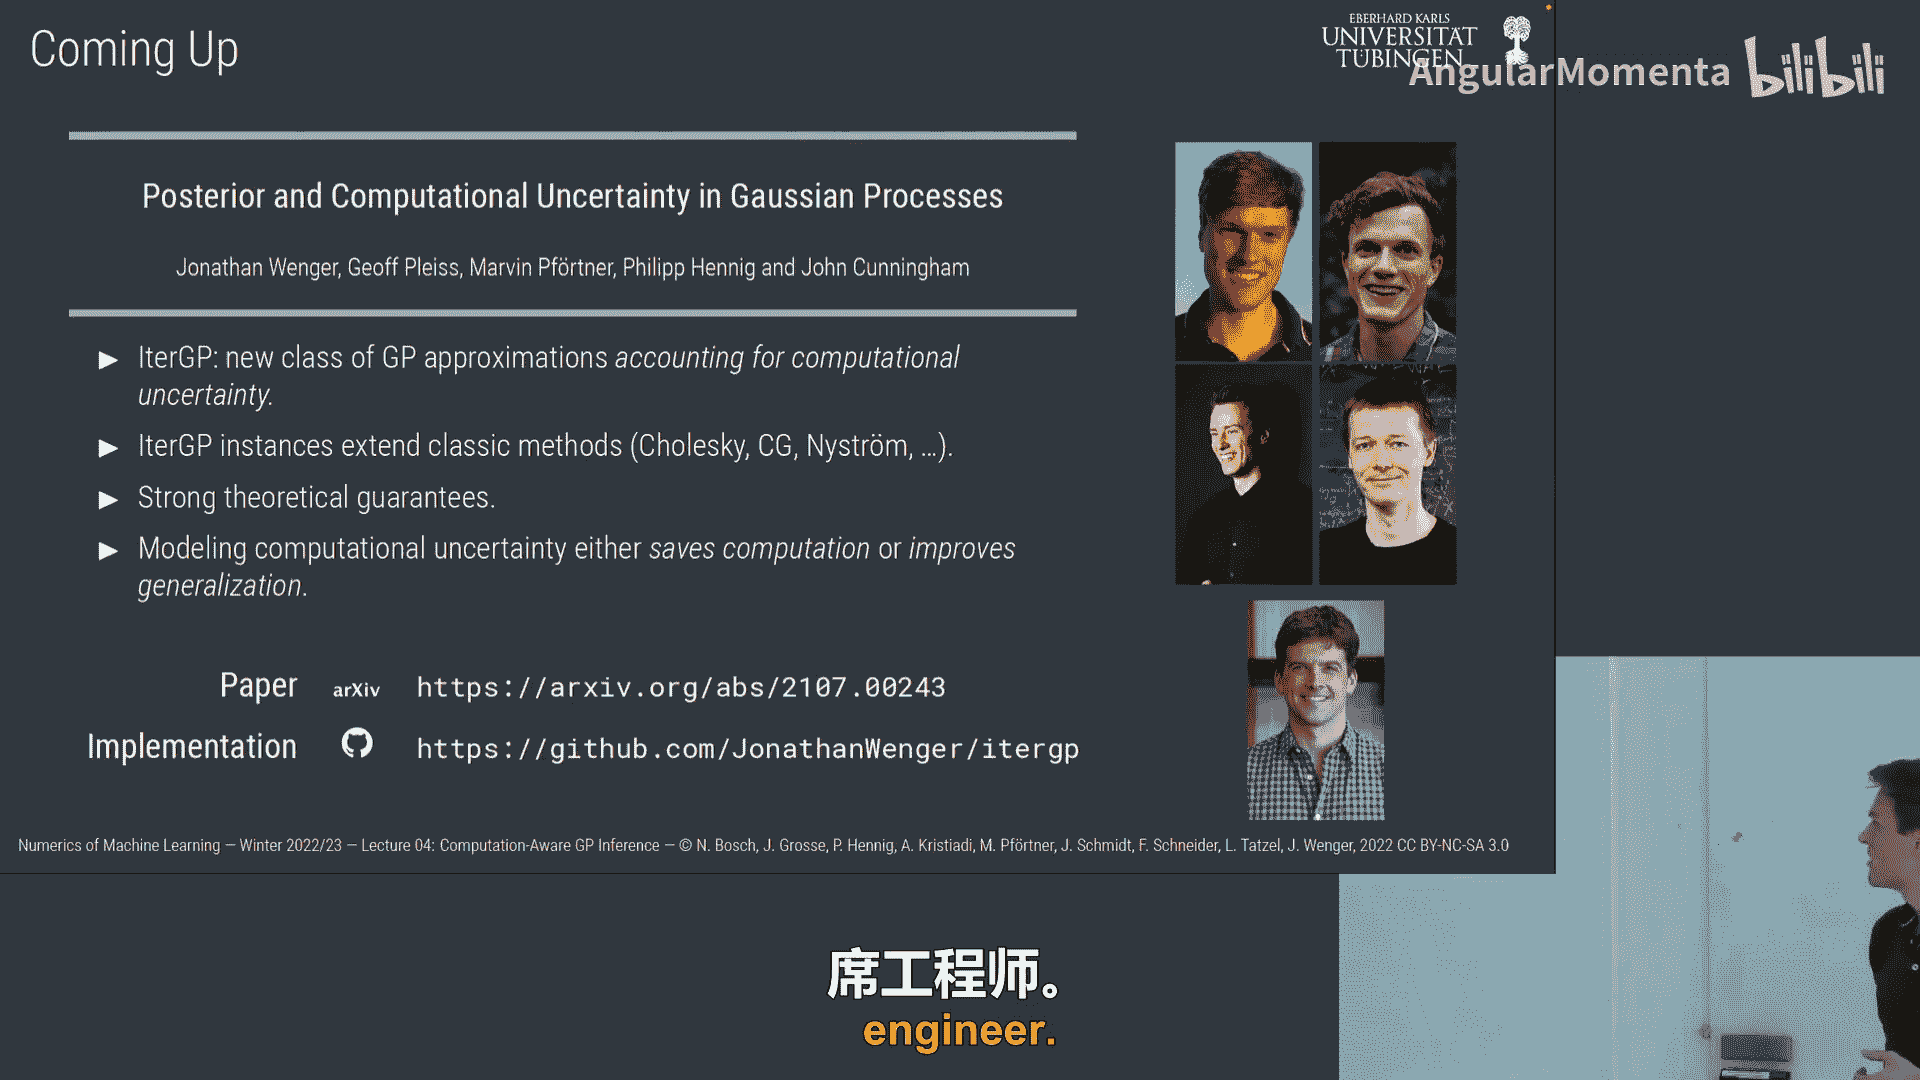 Coming Up
EBERHARD KARLS
UNIVERSITÄT
TÜBINGEN
AngularMomenta
bilibili
Posterior and Computational Uncertainty in Gaussian Processes
Jonathan Wenger, Geoff Pleiss, Marvin Pförtner, Philipp Hennig and John Cunningham
▶ IterGP: new class of GP approximations accounting for computational
uncertainty.
▶ IterGP instances extend classic methods (Cholesky, CG, Nyström, …).
▶ Strong theoretical guarantees.
▶ Modeling computational uncertainty either saves computation or improves
generalization.
Paper arXiv https://arxiv.org/abs/2107.00243
Implementation https://github.com/JonathanWenger/itergp
Numerics of Machine Learning — Winter 2022/23 — Lecture 04: Computation-Aware GP Inference — © N. Bosch, J. Grosse, P. Hennig, A. Kristiadi, M. Pförtner, J. Schmidt, F. Schneider, L. Tatzel, J. Wenger, 2022 CC BY-NC-SA 3.0
席工程师。
engineer.